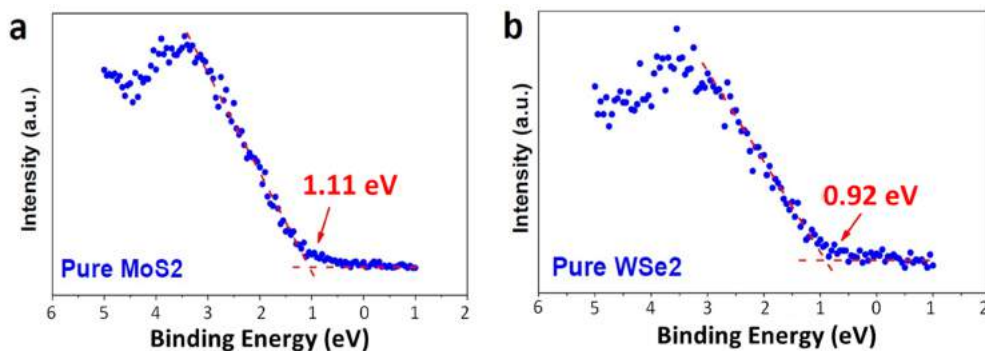 a
Intensity (a.u.)
1.11 eV
Pure MoS2
6 5 4 3 2 1 0 1 2
Binding Energy (eV)
b
Intensity (a.u.)
0.92 eV
Pure WSe2
6 5 4 3 2 1 0 1 2
Binding Energy (eV)